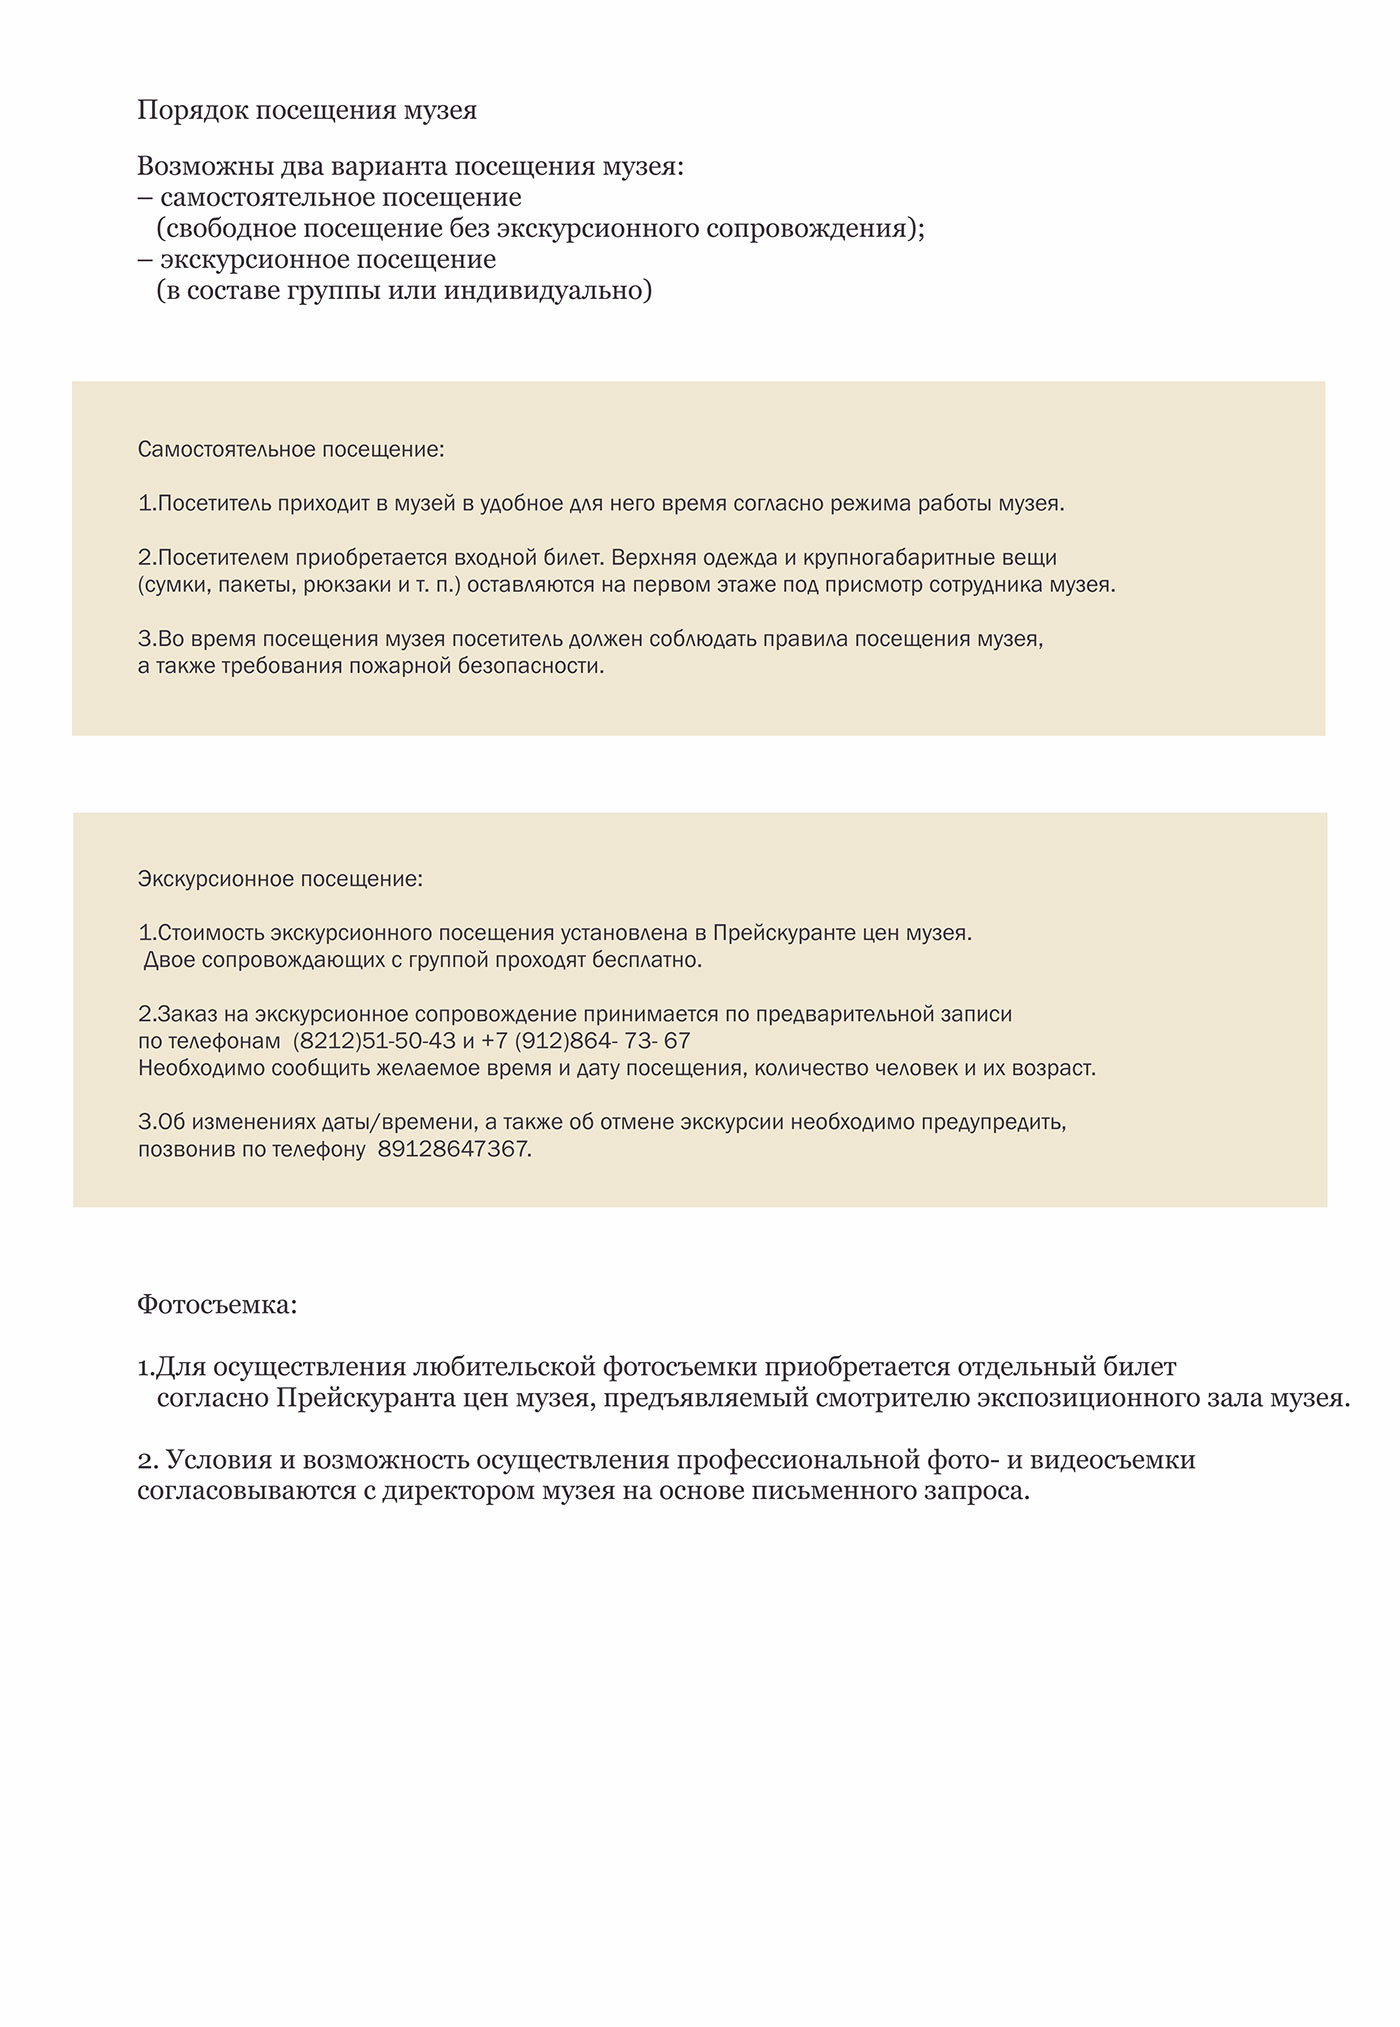 Порядок посещения музея
Возможны два варианта посещения музея:
– самостоятельное посещение
(свободное посещение без экскурсионного сопровождения);
– экскурсионное посещение
(в составе группы или индивидуально)
Самостоятельное посещение:
1.Посетитель приходит в музей в удобное для него время согласно режима работы музея.
2.Посетителем приобретается входной билет. Верхняя одежда и крупногабаритные вещи
(сумки, пакеты, рюкзаки и т. п.) оставляются на первом этаже под присмотр сотрудника музея.
3.Во время посещения музея посетитель должен соблюдать правила посещения музея,
а также требования пожарной безопасности.
Экскурсионное посещение:
1.Стоимость экскурсионного посещения установлена в Прейскуранте цен музея.
Двое сопровождающих с группой проходят бесплатно.
2.Заказ на экскурсионное сопровождение принимается по предварительной записи
по телефонам  (8212)51-50-43 и +7 (912)864- 73- 67
Необходимо сообщить желаемое время и дату посещения, количество человек и их возраст.
3.Об изменениях даты/времени, а также об отмене экскурсии необходимо предупредить,
позвонив по телефону  89128647367.
Фотосъемка:
1.Для осуществления любительской фотосъемки приобретается отдельный билет
согласно Прейскуранта цен музея, предъявляемый смотрителю экспозиционного зала музея.
2. Условия и возможность осуществления профессиональной фото- и видеосъемки
согласовываются с директором музея на основе письменного запроса.